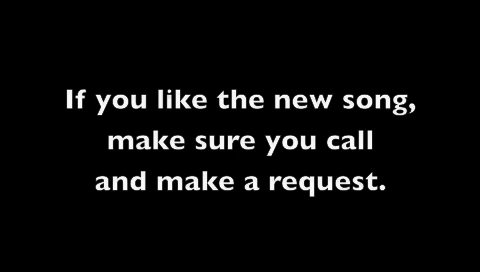 If you like the new song,
make sure you call
and make a request.